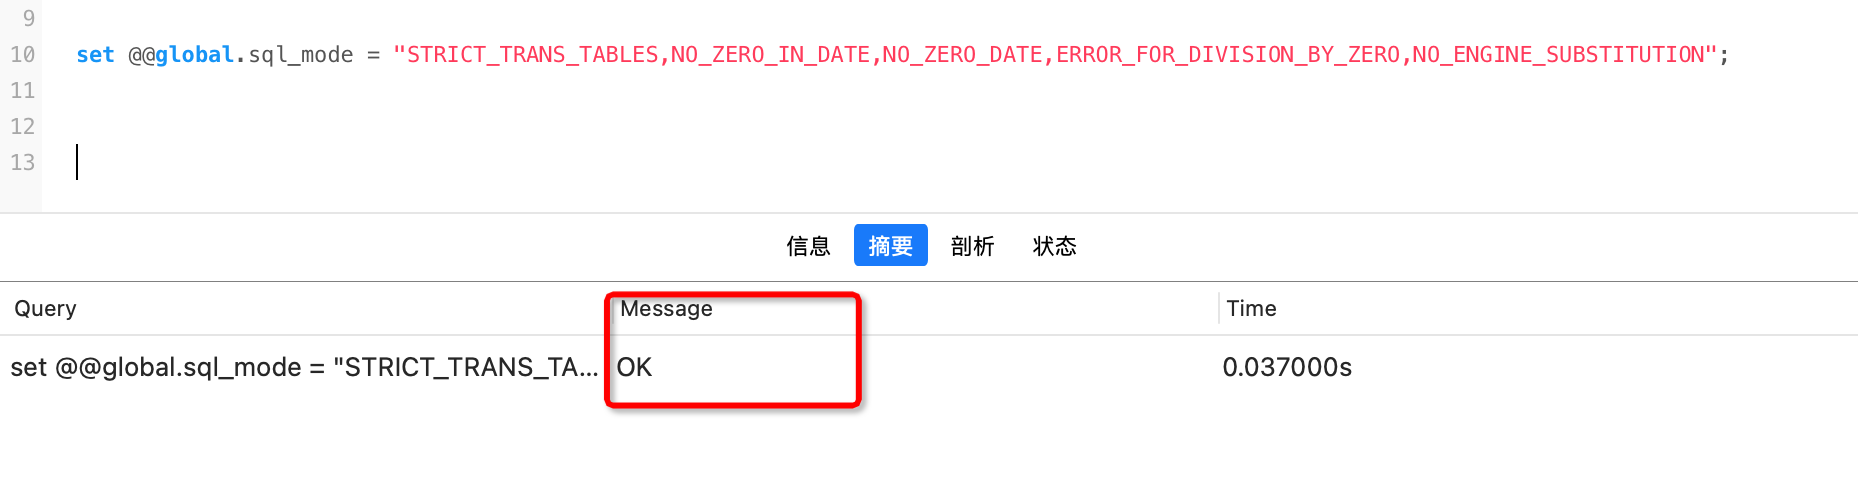 9
10 set @@global.sql_mode = "STRICT_TRANS_TABLES,NO_ZERO_IN_DATE,NO_ZERO_DATE,ERROR_FOR_DIVISION_BY_ZERO,NO_ENGINE_SUBSTITUTION";
11
12
13
信息 摘要 剖析 状态
Query Message Time
set @@global.sql_mode = "STRICT_TRANS_TA... OK 0.037000s